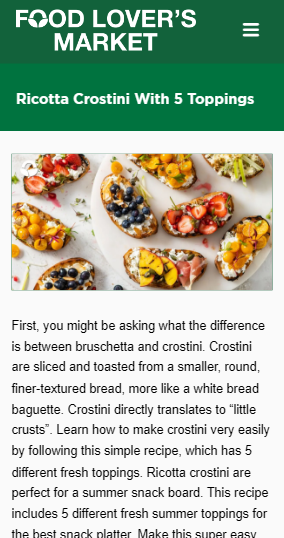 FOOD LOVER'S
MARKET
Ricotta Crostini With 5 Toppings
First, you might be asking what the difference
is between bruschetta and crostini. Crostini
are sliced and toasted from a smaller, round,
finer-textured bread, more like a white bread
baguette. Crostini directly translates to “little
crusts”. Learn how to make crostini very easily
by following this simple recipe, which has 5
different fresh toppings. Ricotta crostini are
perfect for a summer snack board. This recipe
includes 5 different fresh summer toppings for
the best snack platter. Make this super easy